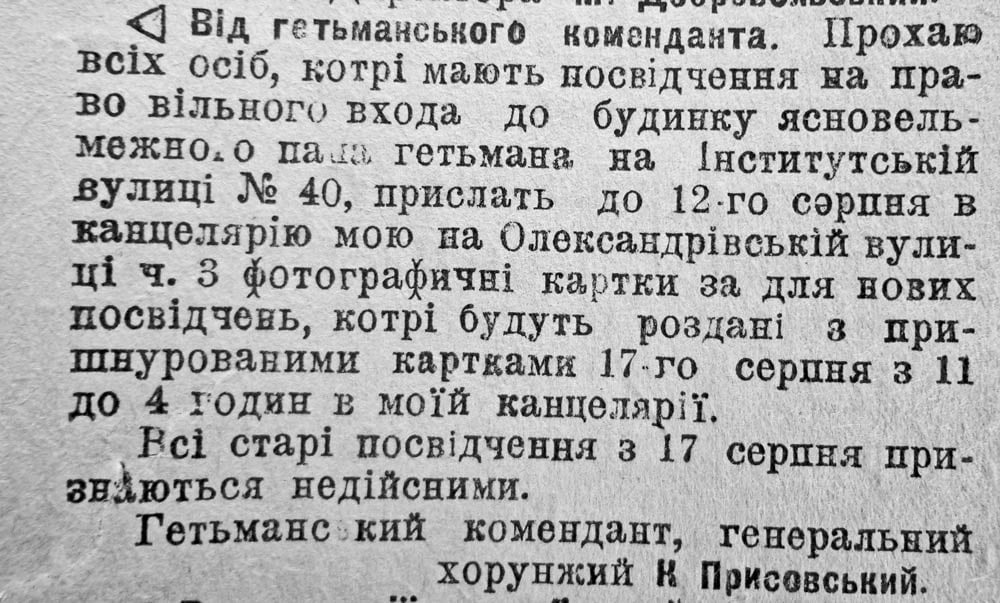 ◁ Від гетьманського коменданта. Прохаю
всіх осіб, котрі мають посвідчення на пра-
во вільного входа до будинку ясновель-
межного пана гетьмана на Інститутській
вулиці № 40, прислать до 12-го серпня в
канцелярію мою на Олександрівській вули-
ці ч. 3 фотографичні картки за для нових
посвідчень, котрі будуть роздані з при-
шнурованими картками 17-го серпня з 11
до 4 годин в моїй канцелярії.
Всі старі посвідчення з 17 серпня при-
знаються недійсними.
Гетьманс кий комендант, генеральний
хорунжий К Присовський.